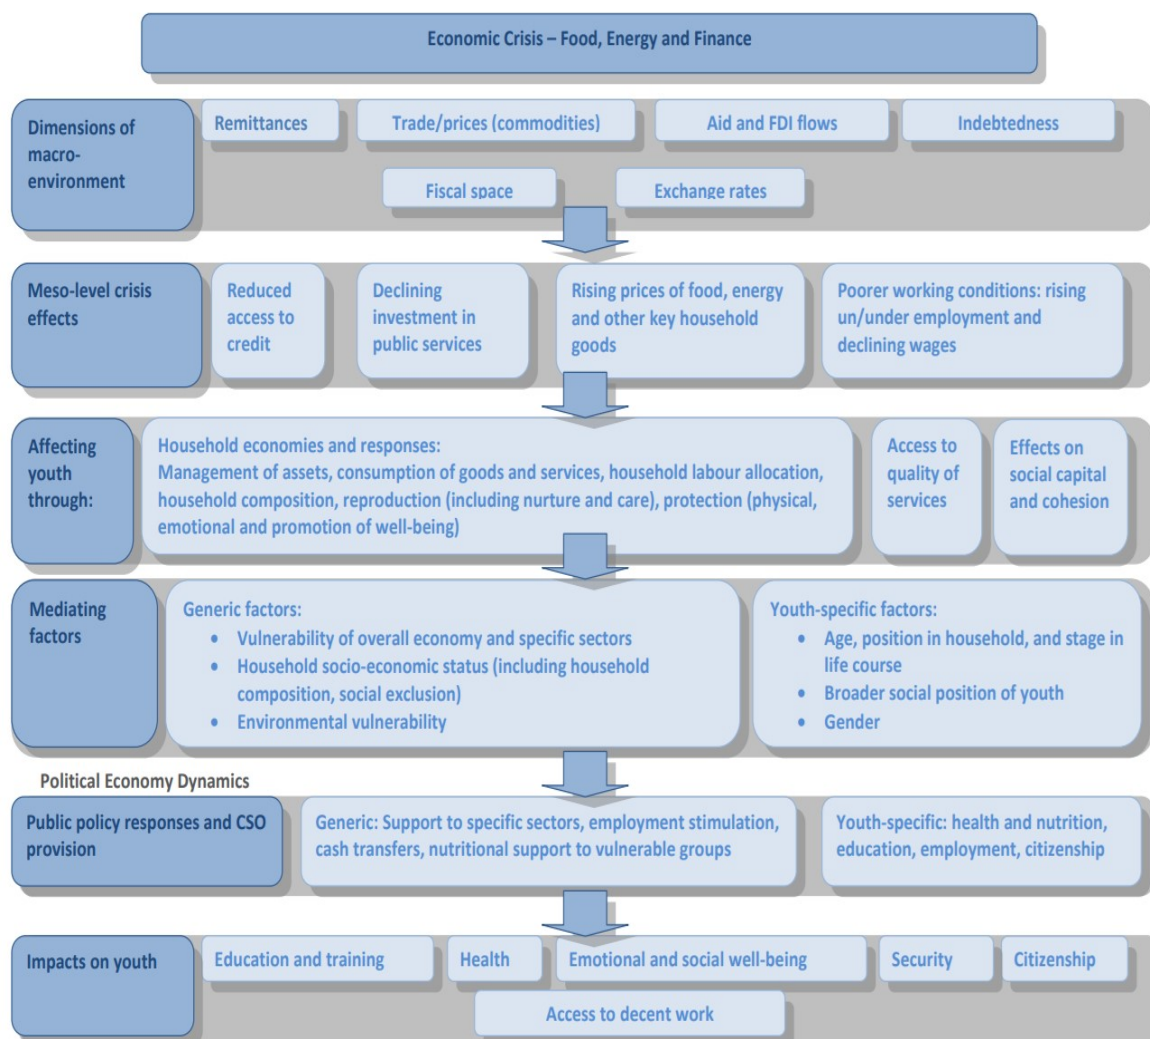 Economic Crisis – Food, Energy and Finance
Dimensions of
macro-
environment
Remittances
Trade/prices (commodities)
Aid and FDI flows
Indebtedness
Fiscal space
Exchange rates
Meso-level crisis
effects
Reduced
access to
credit
Declining
investment in
public services
Rising prices of food, energy
and other key household
goods
Poorer working conditions: rising
un/under employment and
declining wages
Affecting
youth
through:
Household economies and responses:
Management of assets, consumption of goods and services, household labour allocation,
household composition, reproduction (including nurture and care), protection (physical,
emotional and promotion of well-being)
Access to
quality of
services
Effects on
social capital
and cohesion
Mediating
factors
Generic factors:
• Vulnerability of overall economy and specific sectors
• Household socio-economic status (including household
composition, social exclusion)
• Environmental vulnerability
Youth-specific factors:
• Age, position in household, and stage in
life course
• Broader social position of youth
• Gender
Political Economy Dynamics
Public policy responses and CSO
provision
Generic: Support to specific sectors, employment stimulation,
cash transfers, nutritional support to vulnerable groups
Youth-specific: health and nutrition,
education, employment, citizenship
Impacts on youth
Education and training
Health
Emotional and social well-being
Security
Citizenship
Access to decent work